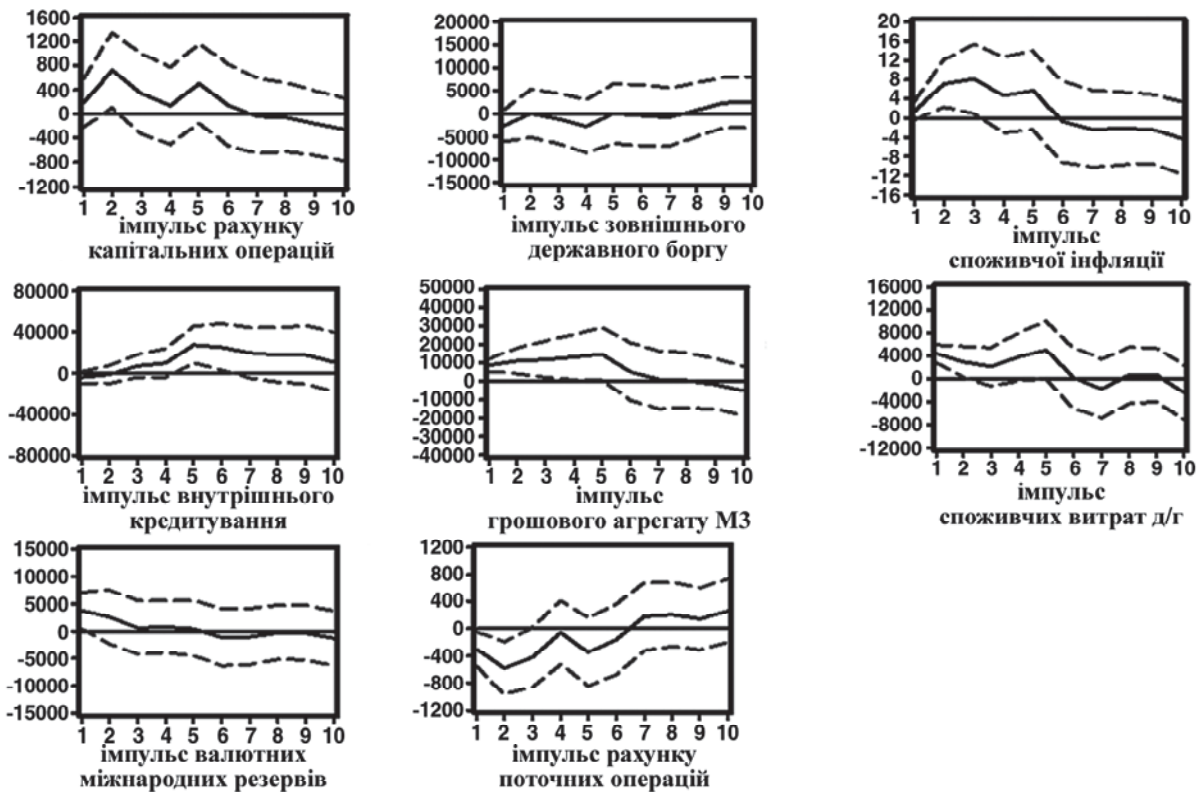 1600
1200
800
400
0
-400
-800
-1200
1 2 3 4 5 6 7 8 9 10
імпульс рахунку
капітальних операцій
20000
15000
10000
5000
0
-5000
-10000
-15000
1 2 3 4 5 6 7 8 9 10
імпульс зовнішнього
державного боргу
20
16
12
8
4
0
-4
-8
-12
-16
1 2 3 4 5 6 7 8 9 10
імпульс
споживчої інфляції
80000
40000
0
-40000
-80000
1 2 3 4 5 6 7 8 9 10
імпульс внутрішнього
крєдитування
50000
40000
30000
20000
10000
0
-10000
-20000
-30000
-40000
1 2 3 4 5 6 7 8 9 10
імпульс
грошового агрєгату М3
16000
12000
8000
4000
0
-4000
-8000
-12000
1 2 3 4 5 6 7 8 9 10
імпульс
споживчих витрат д/г
15000
10000
5000
0
-5000
-10000
-15000
1 2 3 4 5 6 7 8 9 10
імпульс валютних
міжнародних резервів
1200
800
400
0
-400
-800
-1200
1 2 3 4 5 6 7 8 9 10
імпульс рахунку
поточних операцій